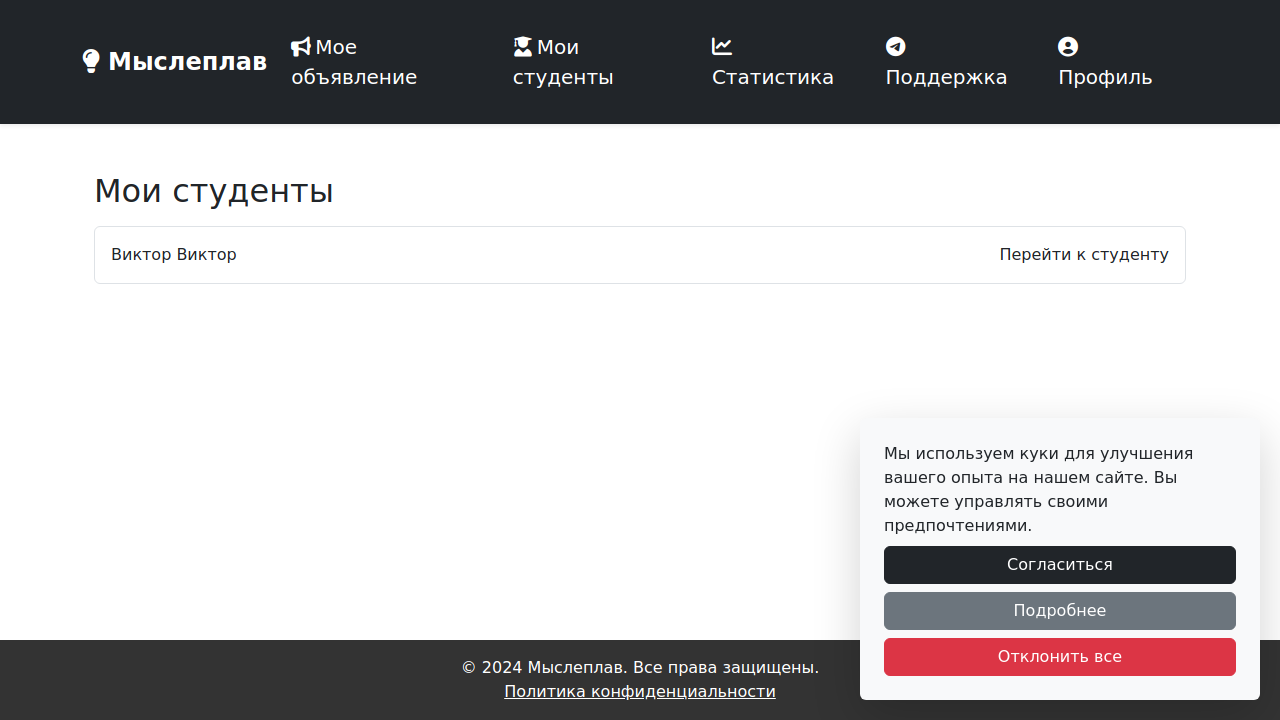 Мыслеплав
Мое
объявление
Мои
студенты
Статистика
Поддержка
Профиль
Мои студенты
Виктор Виктор
Перейти к студенту
Мы используем куки для улучшения
вашего опыта на нашем сайте. Вы
можете управлять своими
предпочтениями.
Согласиться
Подробнее
Отклонить все
© 2024 Мыслеплав. Все права защищены.
Политика конфиденциальности